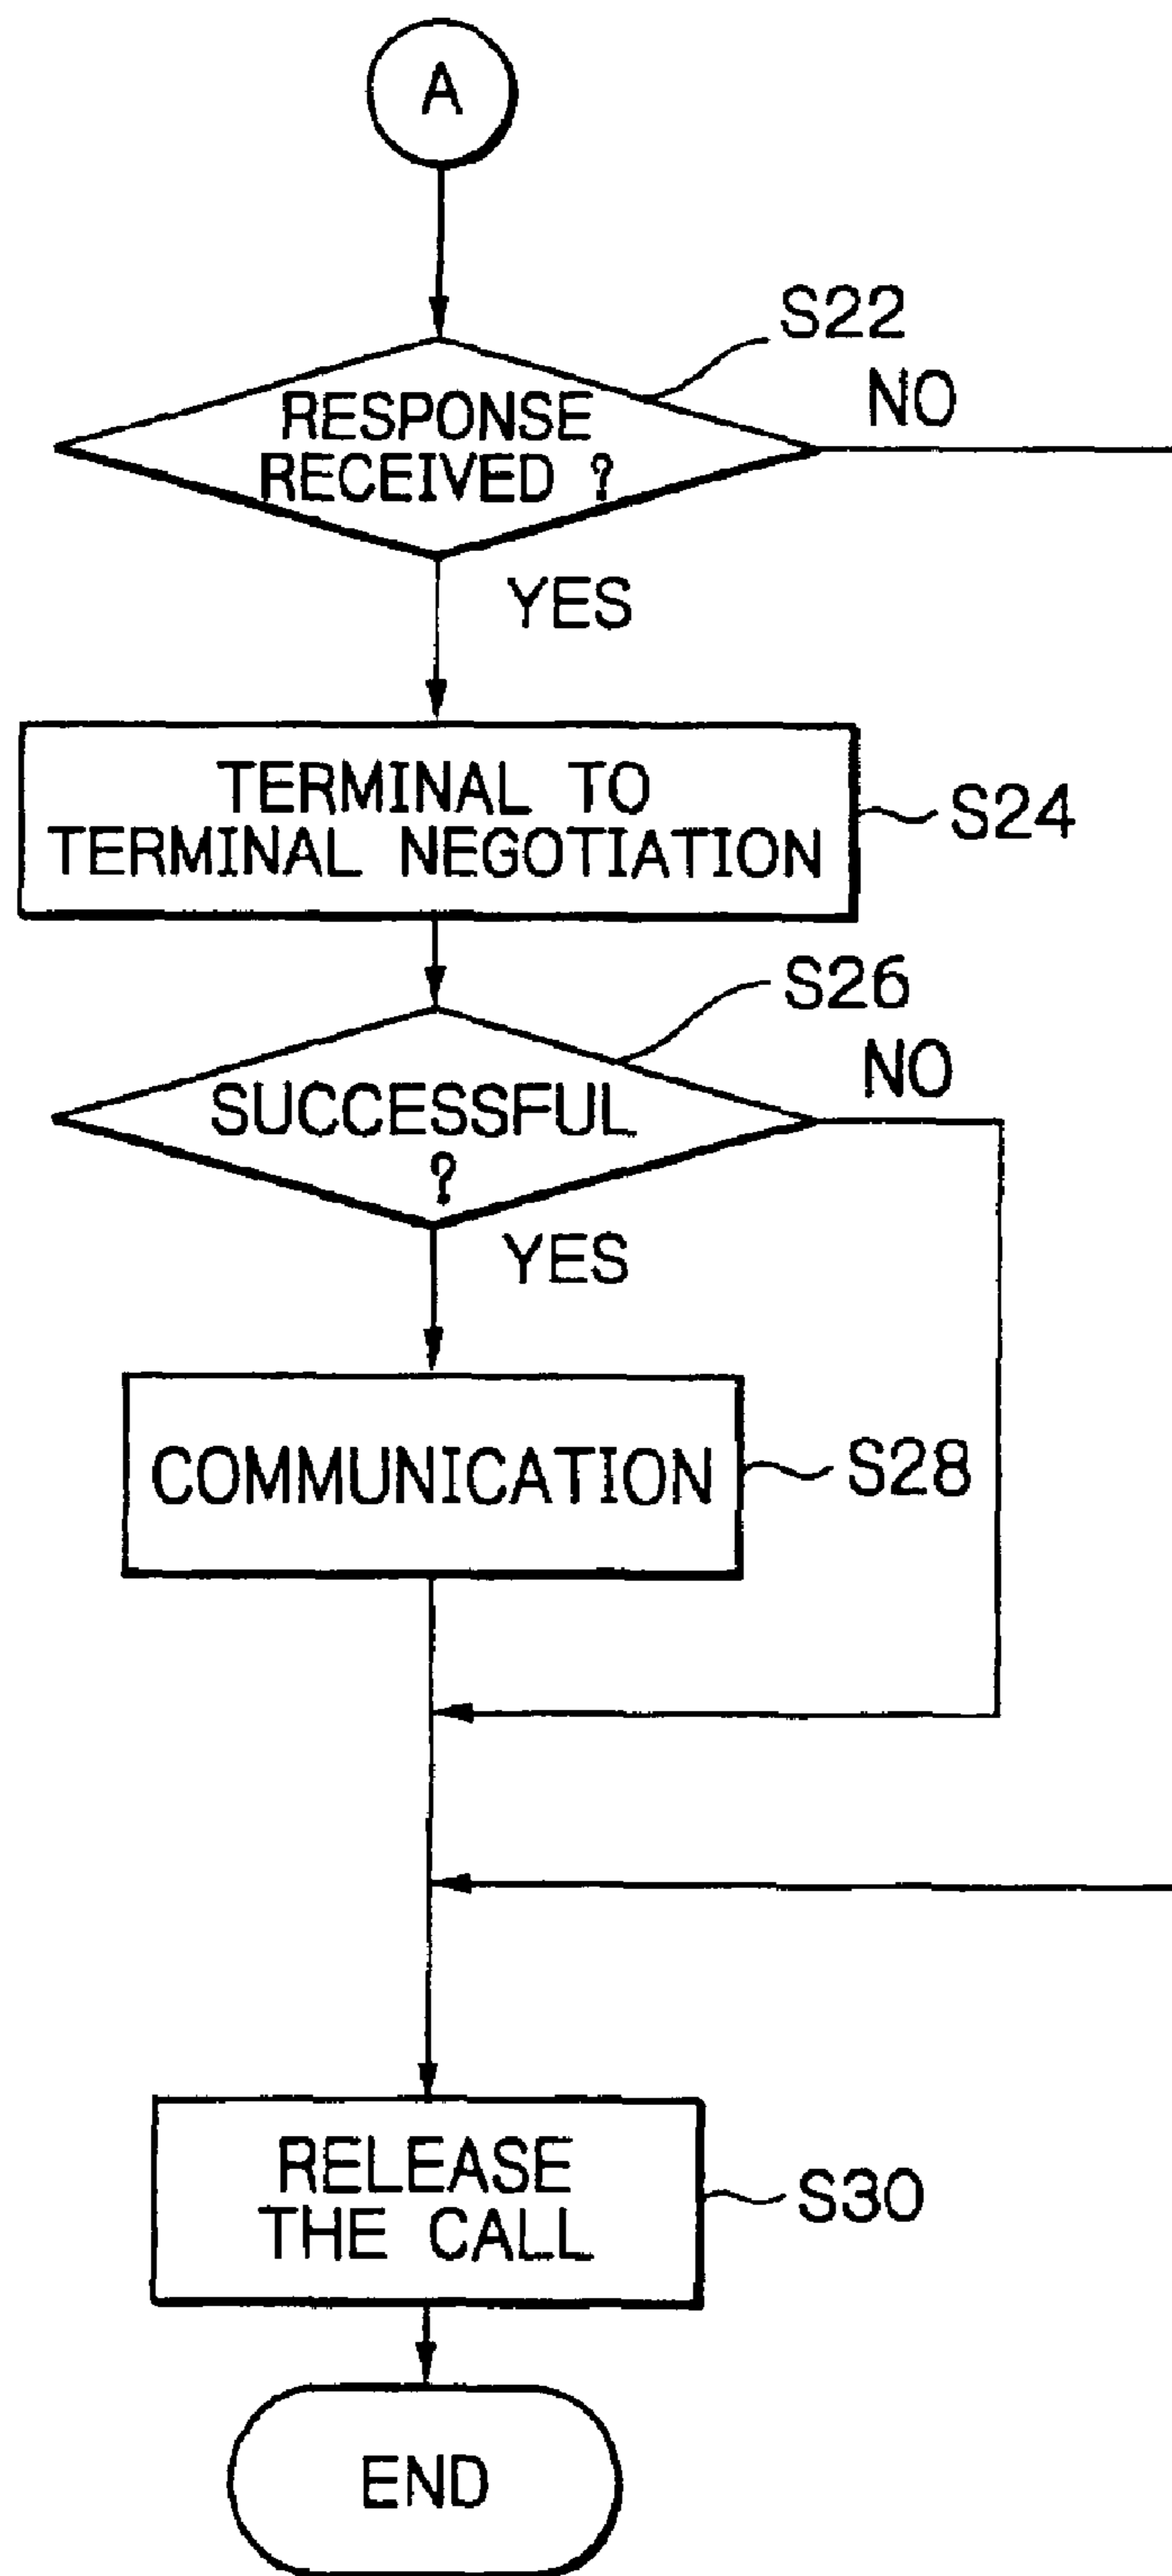 A
S22
RESPONSE
RECEIVED ?
NO
YES
TERMINAL TO
TERMINAL NEGOTIATION
S24
S26
SUCCESSFUL
?
NO
YES
COMMUNICATION
S28
RELEASE
THE CALL
S30
END